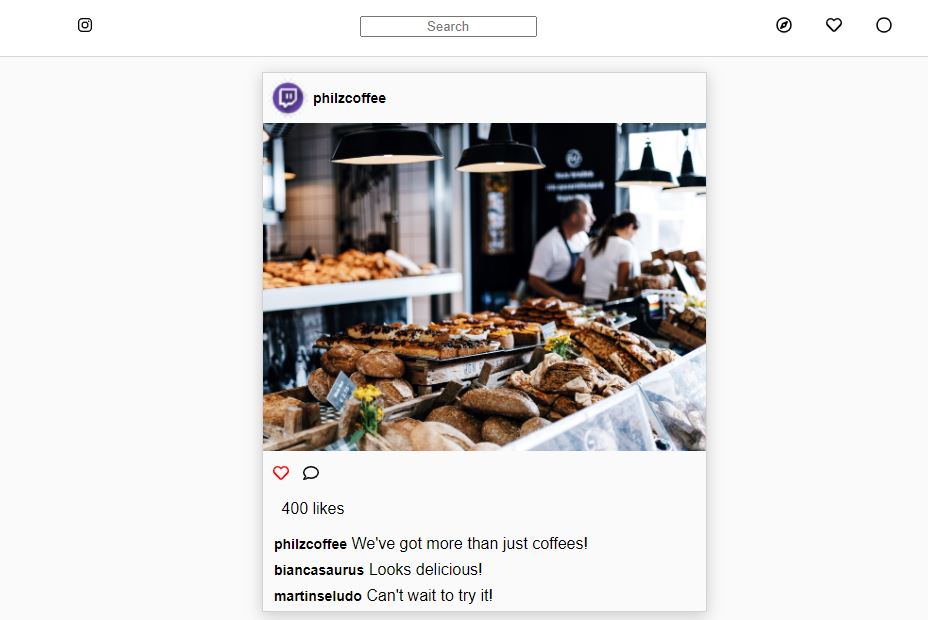 Search
philzcoffee
400 likes
philzcoffee We've got more than just coffees!
biancasaurus Looks delicious!
martinseludo Can't wait to try it!